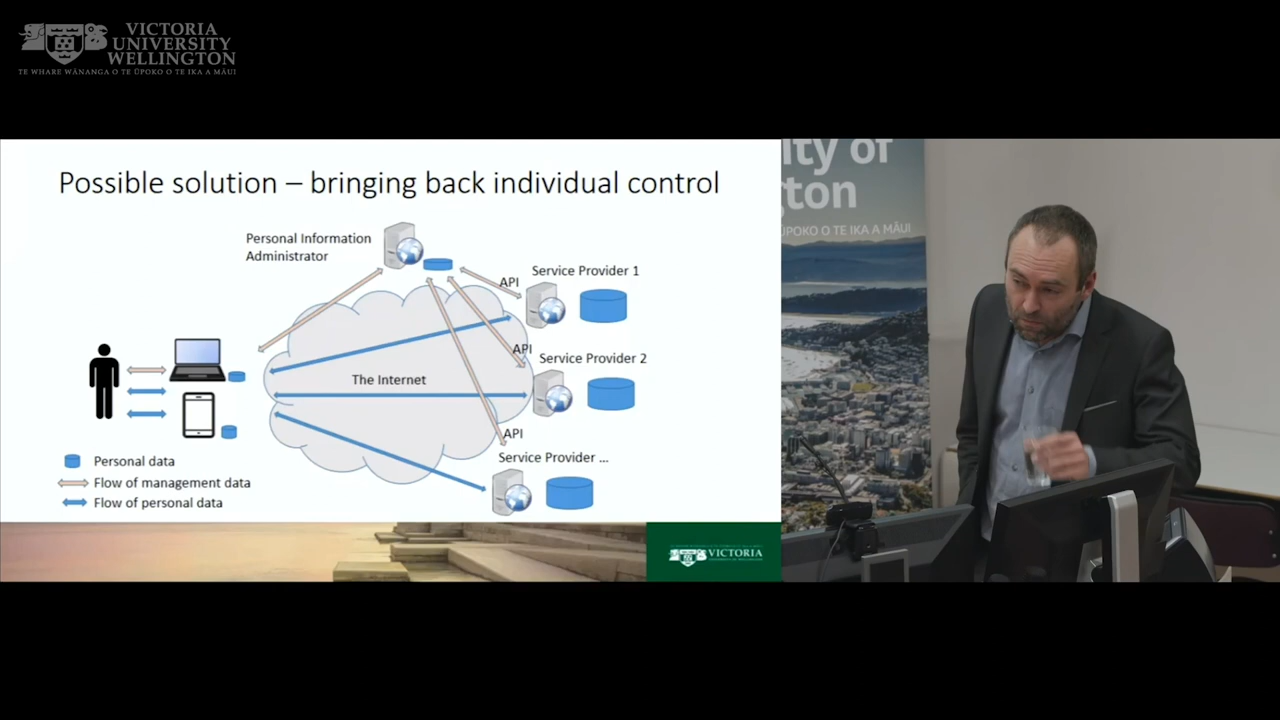 VICTORIA
UNIVERSITY
WELLINGTON
TE WHARE WĀNANGA O TE ŪPOKO O TE IKA A MĀUI
Possible solution – bringing back individual control
Personal Information
Administrator
API
Service Provider 1
API
Service Provider 2
The Internet
API
Service Provider ...
Personal data
Flow of management data
Flow of personal data
VICTORIA
ity of
gton
ŪPOKO O TE IKA A MĀUI